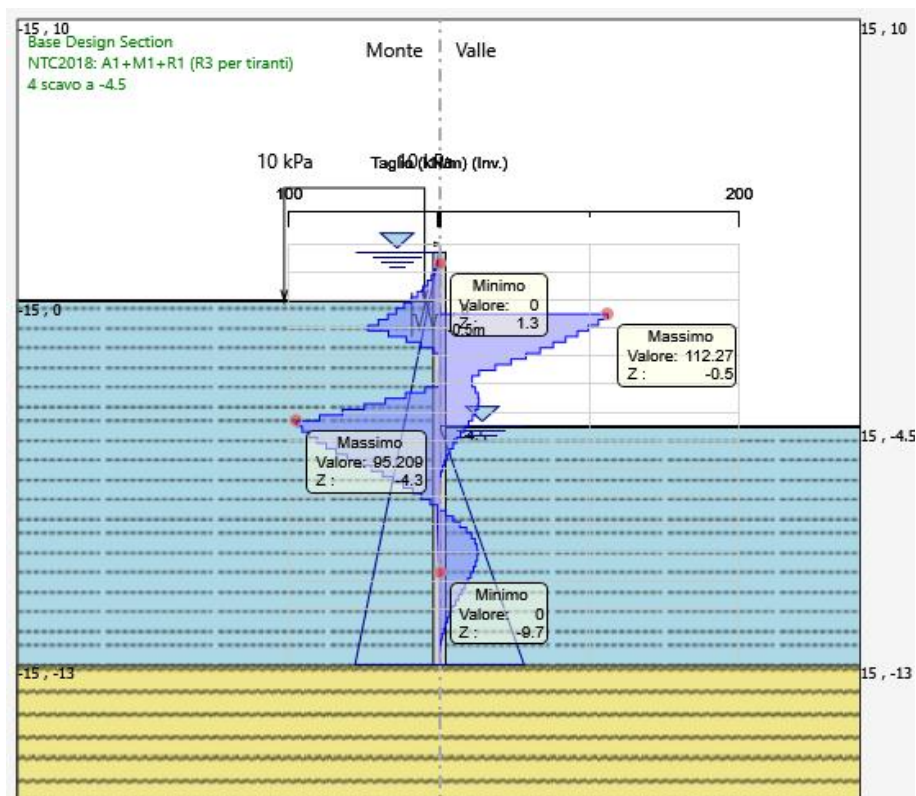 -15 , 10
15 , 10
Base Design Section
NTC2018: A1+M1+R1 (R3 per tiranti)
4 scavo a -4.5
Monte
Valle
10 kPa
Taglio (kN/m) (Inv.)
100
200
Minimo
Valore: 0
Z : 1.3
-15 , 0
-0.5m
Massimo
Valore: 112.27
Z : -0.5
15 , -4.5
Massimo
Valore: 95.209
Z : -4.3
Minimo
Valore: 0
Z : -9.7
-15 , -13
15 , -13